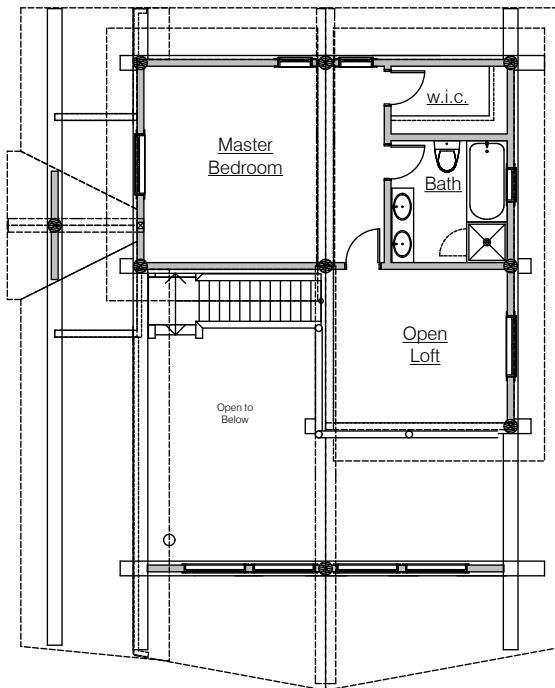 w.i.c.
Master
Bedroom
Bath
Open
Loft
Open to
Below